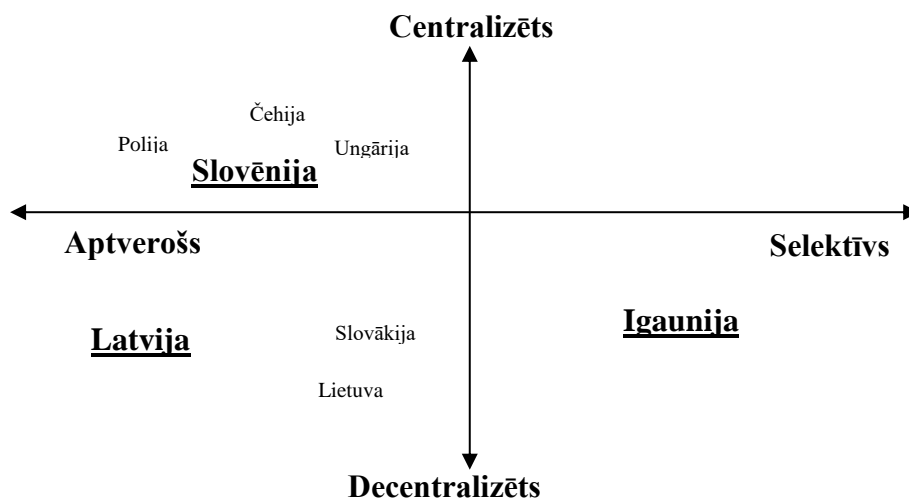 Centralizēts
Čehija
Polija
Ungārija
Slovēnija
Aptverošs
Selektīvs
Igaunija
Slovākija
Latvija
Lietuva
Decentralizēts